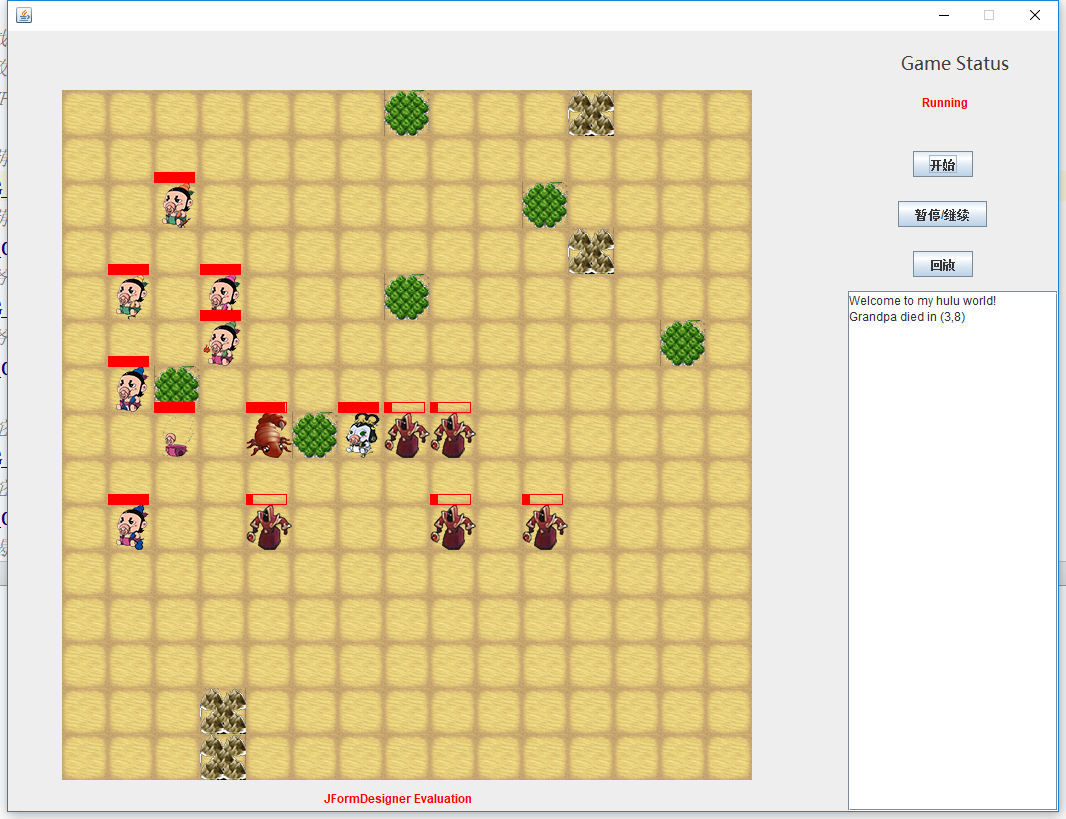 Game Status
Running
开始
暂停/继续
回放
Welcome to my hulu world!
Grandpa died in (3,8)
JFormDesigner Evaluation